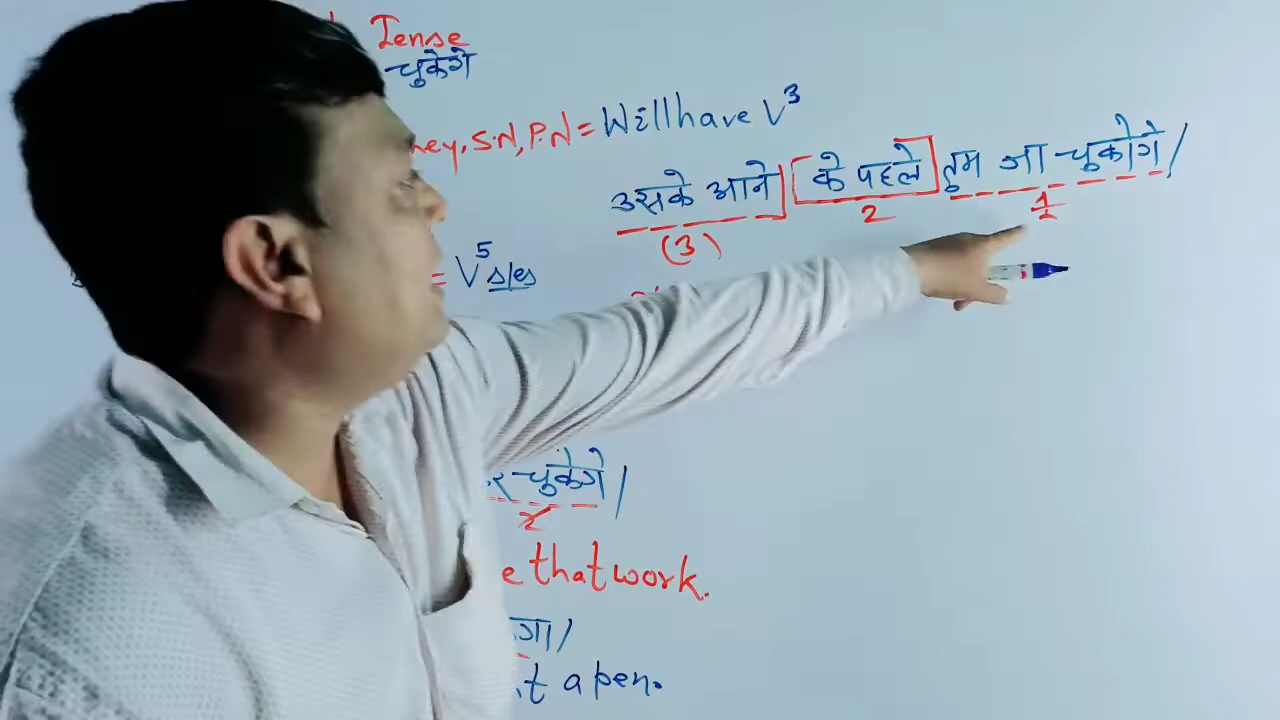 Tense
चुकेगें
hey, S.N, P.N = Will have V3
उसके आने के पहले तुम जा चुकोगे/
(3) 2 1
= V5 s/es
चुकेगें/
that work.
गा/
a pen.